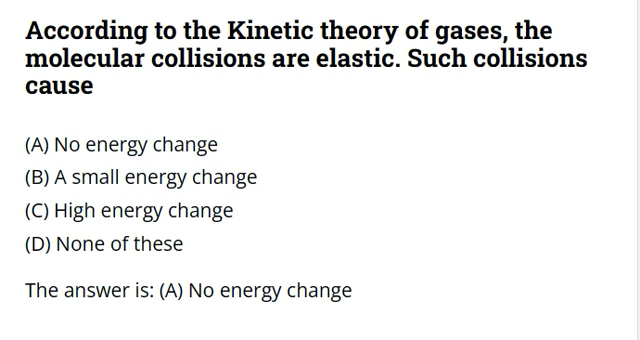 According to the Kinetic theory of gases, the
molecular collisions are elastic. Such collisions
cause
(A) No energy change
(B) A small energy change
(C) High energy change
(D) None of these
The answer is: (A) No energy change